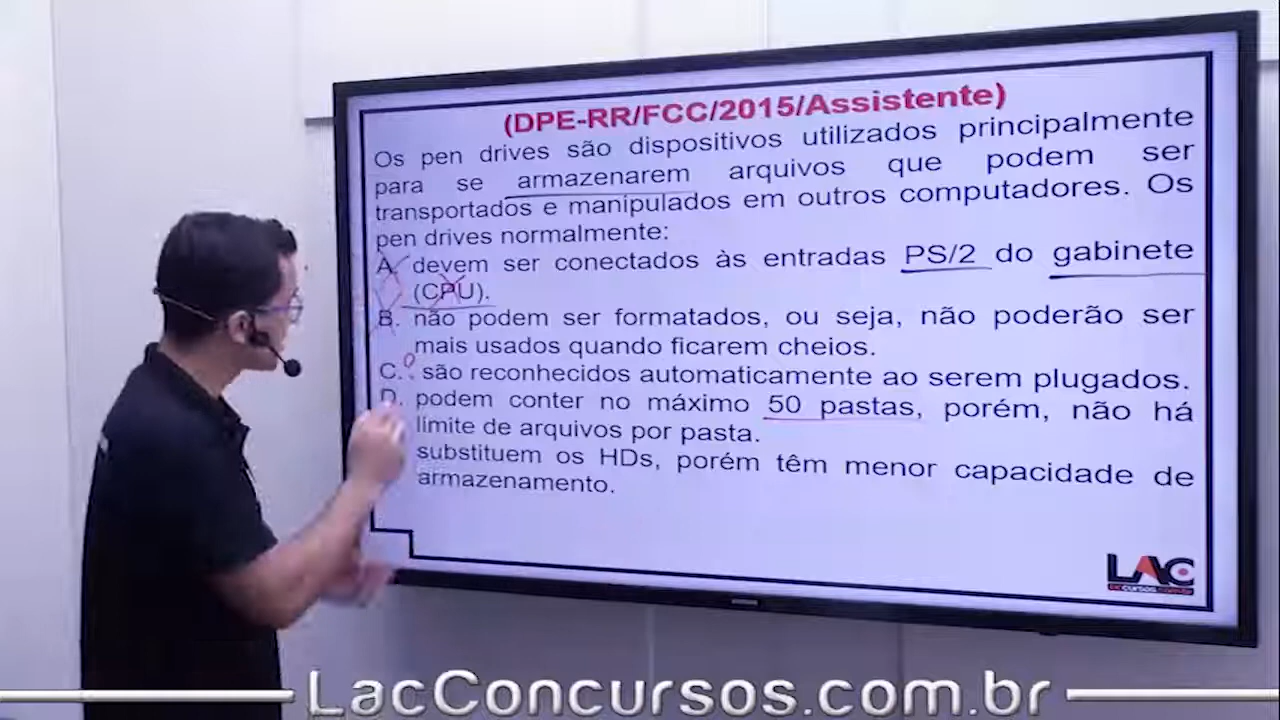 (DPE-RR/FCC/2015/Assistente)
Os pen drives são dispositivos utilizados principalmente
para se armazenarem arquivos que podem ser
transportados e manipulados em outros computadores. Os
pen drives normalmente:
A. devem ser conectados às entradas PS/2 do gabinete
(CPU).
B. não podem ser formatados, ou seja, não poderão ser
mais usados quando ficarem cheios.
C. são reconhecidos automaticamente ao serem plugados.
D. podem conter no máximo 50 pastas, porém, não há
limite de arquivos por pasta.
substituem os HDs, porém têm menor capacidade de
armazenamento.
LAC
laccursos.com.br
LacConcursos.com.br